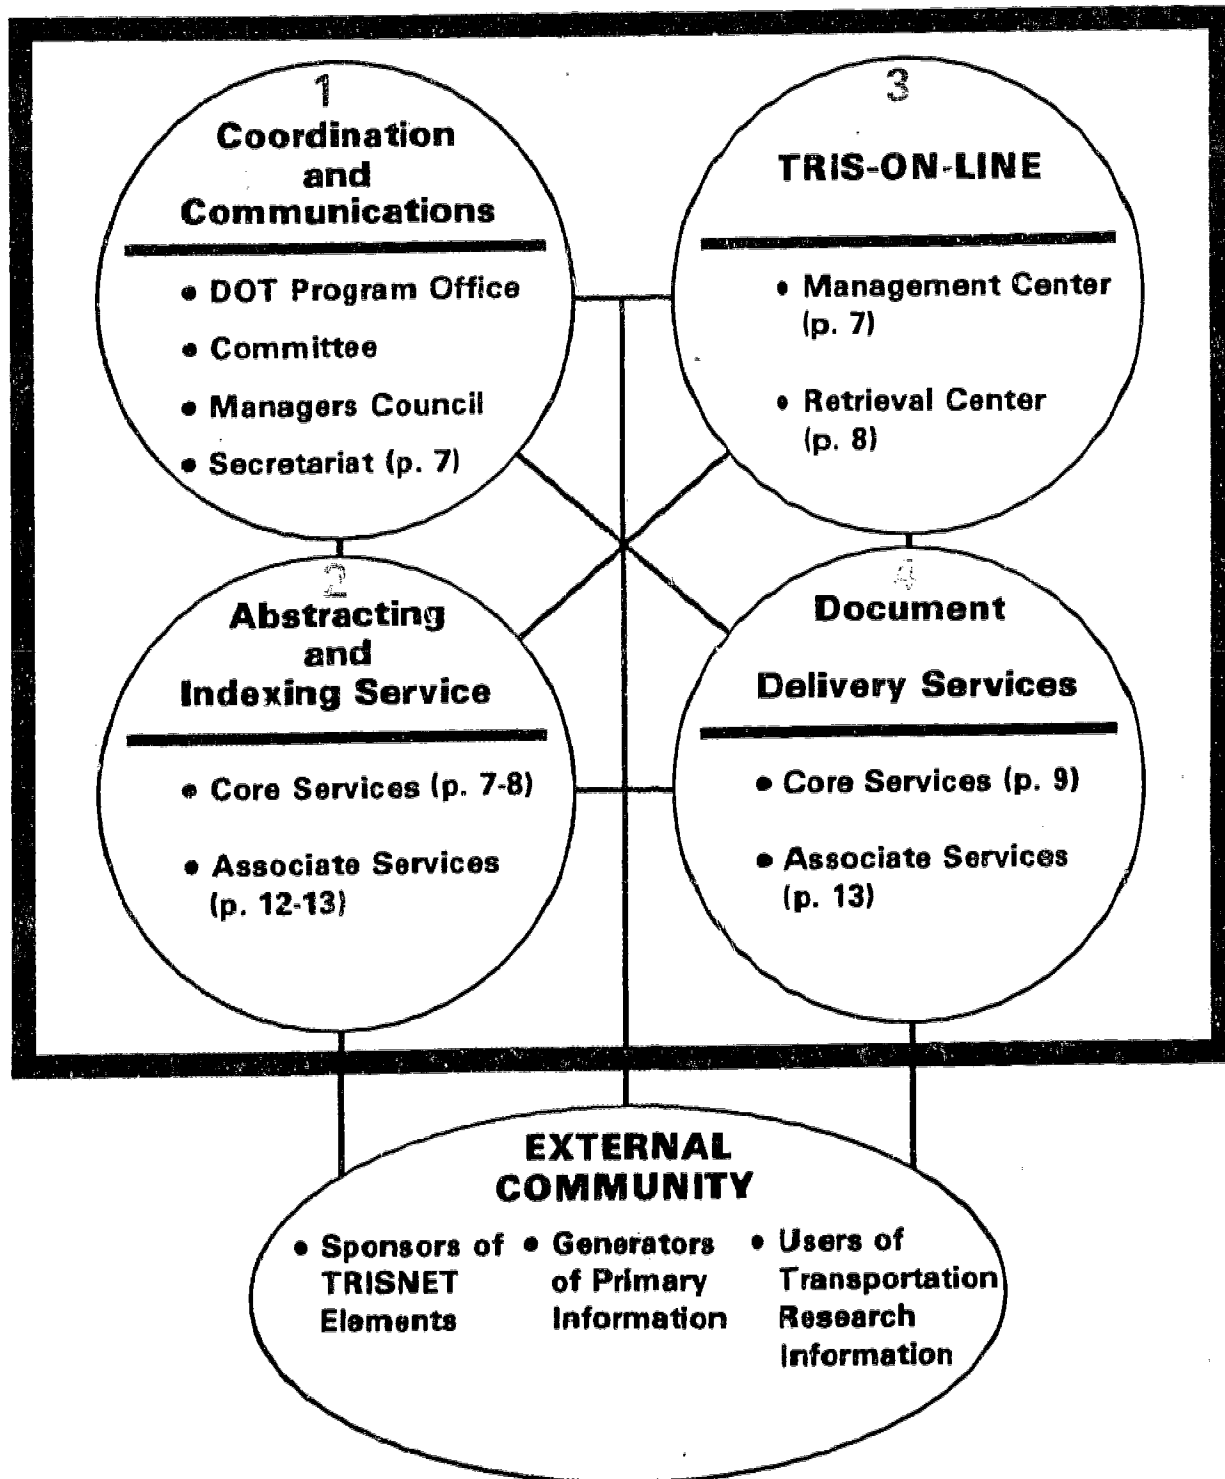 1
Coordination
and
Communications
• DOT Program Office
• Committee
• Managers Council
• Secretariat (p. 7)
3
TRIS-ON-LINE
• Management Center
(p. 7)
• Retrieval Center
(p. 8)
2
Abstracting
and
Indexing Service
• Core Services (p. 7-8)
• Associate Services
(p. 12-13)
4
Document
Delivery Services
• Core Services (p. 9)
• Associate Services
(p. 13)
EXTERNAL
COMMUNITY
• Sponsors of
TRISNET
Elements
• Generators
of Primary
Information
• Users of
Transportation
Research
Information